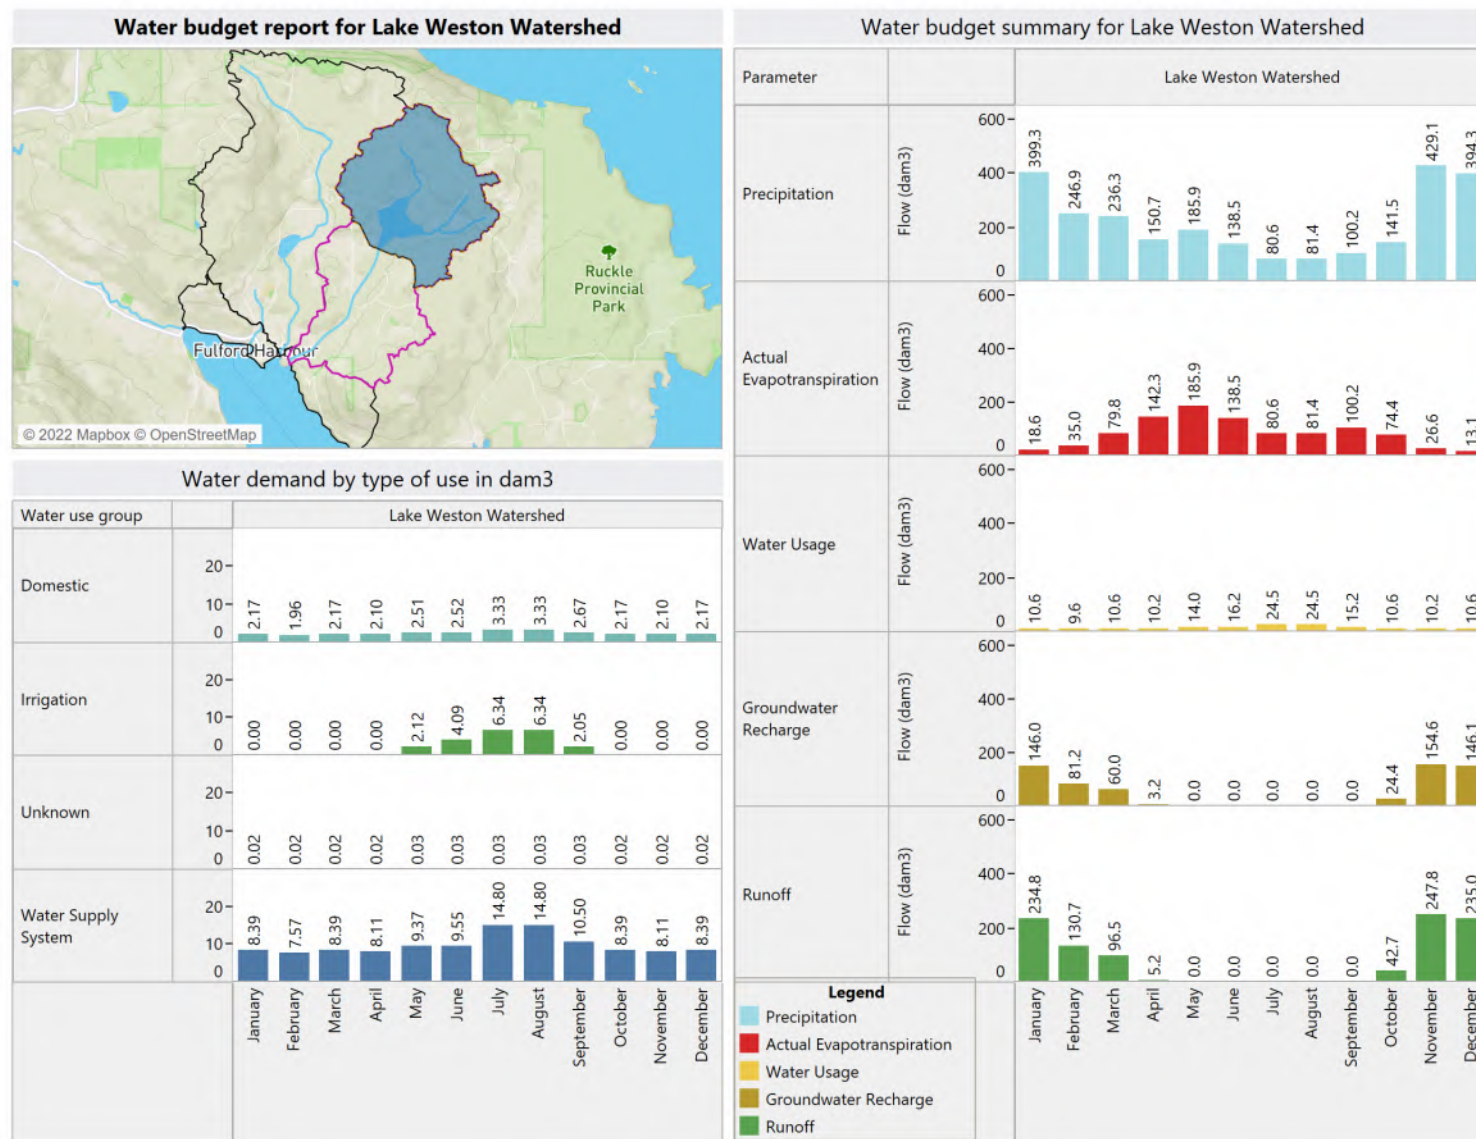 Water budget report for Lake Weston Watershed
Ruckle
Provincial
Park
Fulford Harbour
© 2022 Mapbox © OpenStreetMap
Water demand by type of use in dam3
Water use group
Lake Weston Watershed
Domestic
20
10
0
2.17 1.96 2.17 2.10 2.51 2.52 3.33 3.33 2.67 2.17 2.10 2.17
Irrigation
20
10
0
0.00 0.00 0.00 0.00 2.12 4.09 6.34 6.34 2.05 0.00 0.00 0.00
Unknown
20
10
0
0.02 0.02 0.02 0.02 0.03 0.03 0.03 0.03 0.03 0.02 0.02 0.02
Water Supply
System
20
10
0
8.39 7.57 8.39 8.11 9.37 9.55 14.80 14.80 10.50 8.39 8.11 8.39
January February March April May June July August September October November December
Water budget summary for Lake Weston Watershed
Parameter
Lake Weston Watershed
Precipitation
Flow (dam3)
600
400
200
0
399.3 246.9 236.3 150.7 185.9 138.5 80.6 81.4 100.2 141.5 429.1 394.3
Actual
Evapotranspiration
Flow (dam3)
600
400
200
0
18.6 35.0 79.8 142.3 185.9 138.5 80.6 81.4 100.2 74.4 26.6 13.1
Water Usage
Flow (dam3)
600
400
200
0
10.6 9.6 10.6 10.2 14.0 16.2 24.5 24.5 15.2 10.6 10.2 10.6
Groundwater
Recharge
Flow (dam3)
600
400
200
0
146.0 81.2 60.0 3.2 0.0 0.0 0.0 0.0 0.0 24.4 154.6 146.1
Runoff
Flow (dam3)
600
400
200
0
234.8 130.7 96.5 5.2 0.0 0.0 0.0 0.0 0.0 42.7 247.8 235.0
January February March April May June July August September October November December
Legend
Precipitation
Actual Evapotranspiration
Water Usage
Groundwater Recharge
Runoff